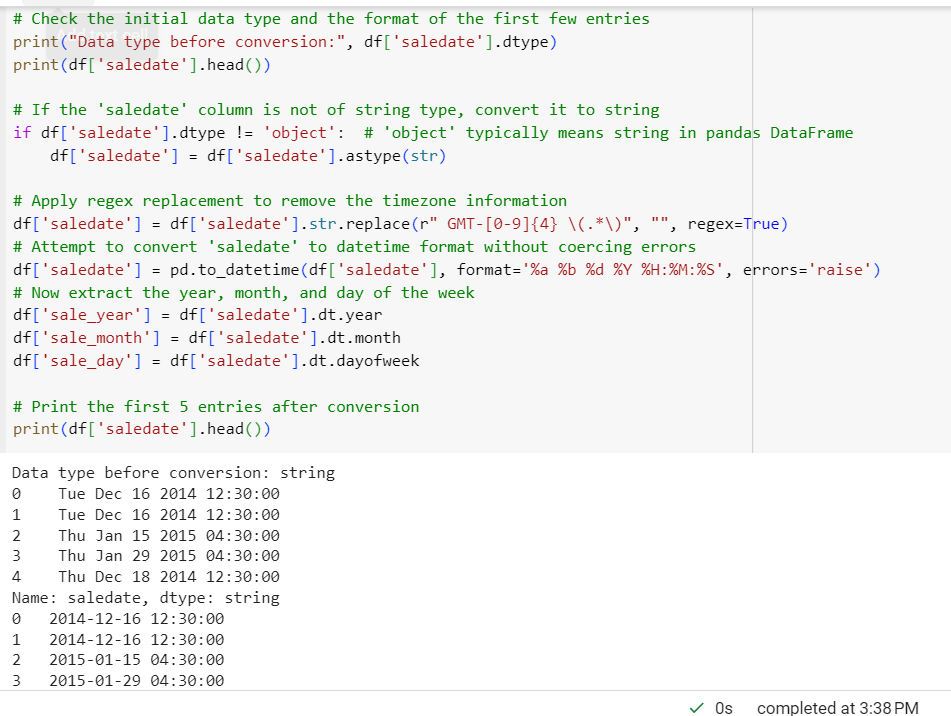 # Check the initial data type and the format of the first few entries
print("Data type before conversion:", df['saledate'].dtype)
print(df['saledate'].head())
# If the 'saledate' column is not of string type, convert it to string
if df['saledate'].dtype != 'object':  # 'object' typically means string in pandas DataFrame
    df['saledate'] = df['saledate'].astype(str)
# Apply regex replacement to remove the timezone information
df['saledate'] = df['saledate'].str.replace(r" GMT-[0-9]{4} \(.*\)", "", regex=True)
# Attempt to convert 'saledate' to datetime format without coercing errors
df['saledate'] = pd.to_datetime(df['saledate'], format='%a %b %d %Y %H:%M:%S', errors='raise')
# Now extract the year, month, and day of the week
df['sale_year'] = df['saledate'].dt.year
df['sale_month'] = df['saledate'].dt.month
df['sale_day'] = df['saledate'].dt.dayofweek
# Print the first 5 entries after conversion
print(df['saledate'].head())
Data type before conversion: string
0    Tue Dec 16 2014 12:30:00
1    Tue Dec 16 2014 12:30:00
2    Thu Jan 15 2015 04:30:00
3    Thu Jan 29 2015 04:30:00
4    Thu Dec 18 2014 12:30:00
Name: saledate, dtype: string
0   2014-12-16 12:30:00
1   2014-12-16 12:30:00
2   2015-01-15 04:30:00
3   2015-01-29 04:30:00
✓ 0s completed at 3:38 PM